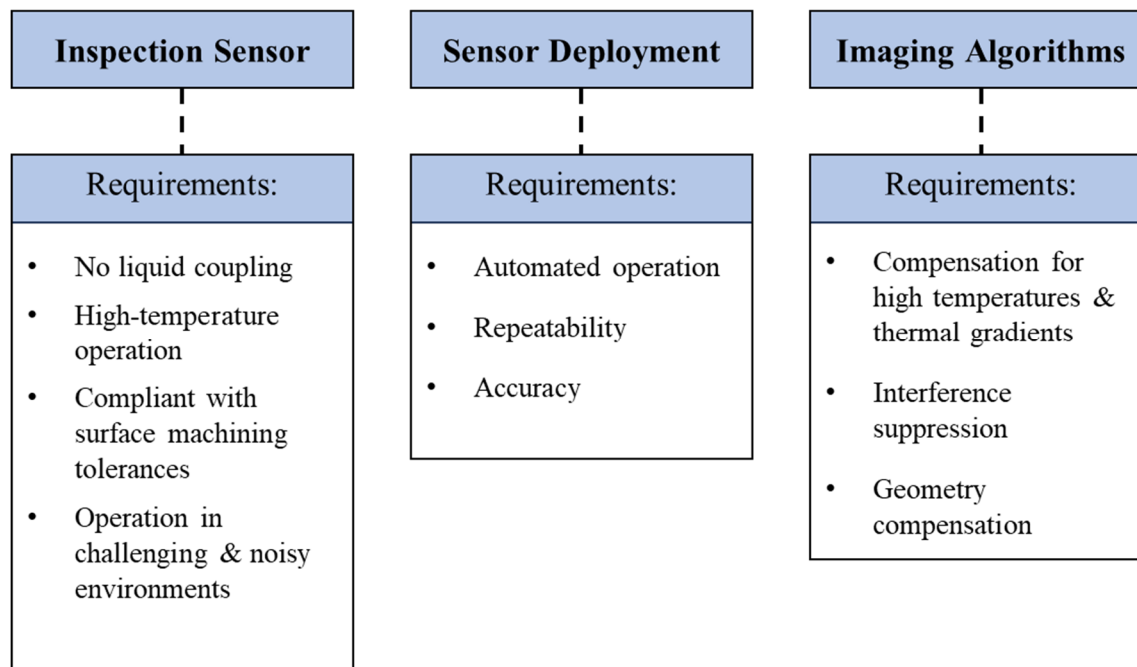 Inspection Sensor
Requirements:
• No liquid coupling
• High-temperature
operation
• Compliant with
surface machining
tolerances
• Operation in
challenging & noisy
environments
Sensor Deployment
Requirements:
• Automated operation
• Repeatability
• Accuracy
Imaging Algorithms
Requirements:
• Compensation for
high temperatures &
thermal gradients
• Interference
suppression
• Geometry
compensation